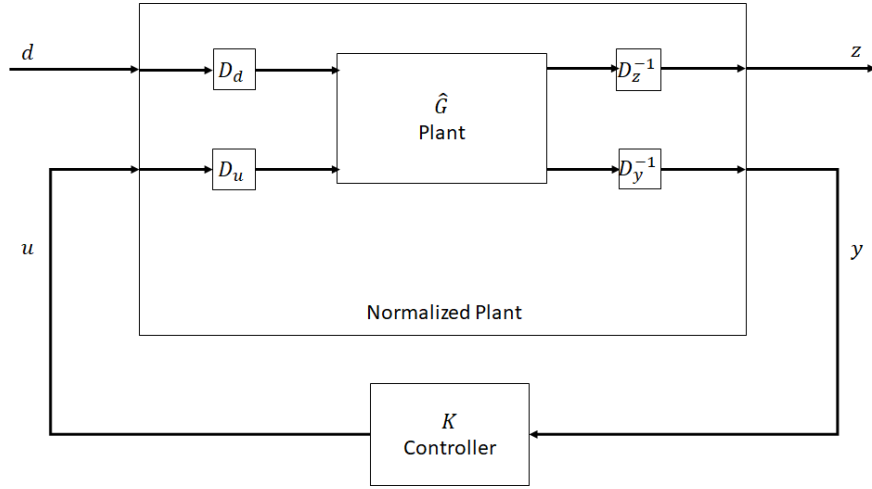 d
z
D_d
D_z^{-1}
Ĝ
Plant
D_u
D_y^{-1}
u
y
Normalized Plant
K
Controller